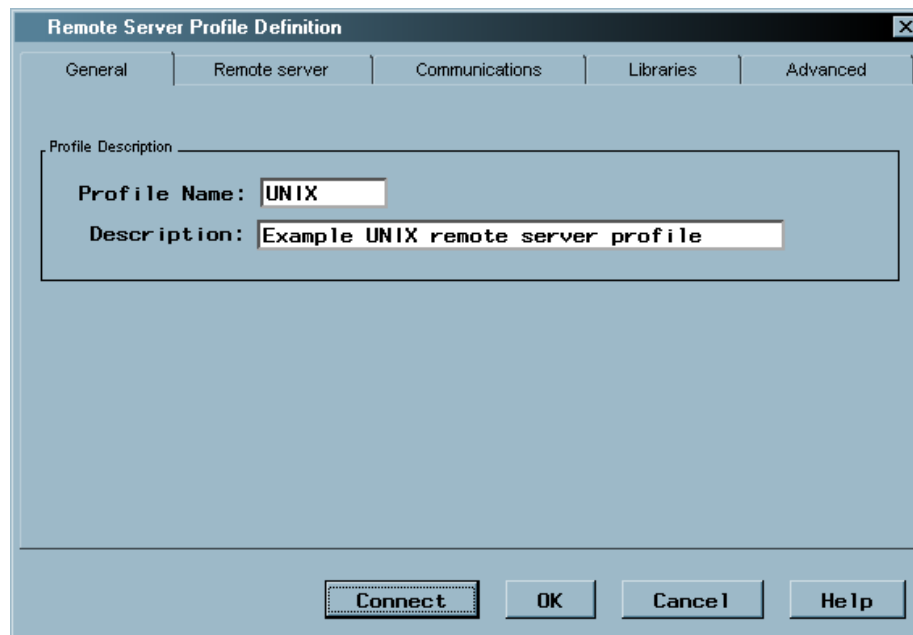 Remote Server Profile Definition
General Remote server Communications Libraries Advanced
Profile Description
Profile Name: UNIX
Description: Example UNIX remote server profile
Connect OK Cancel Help